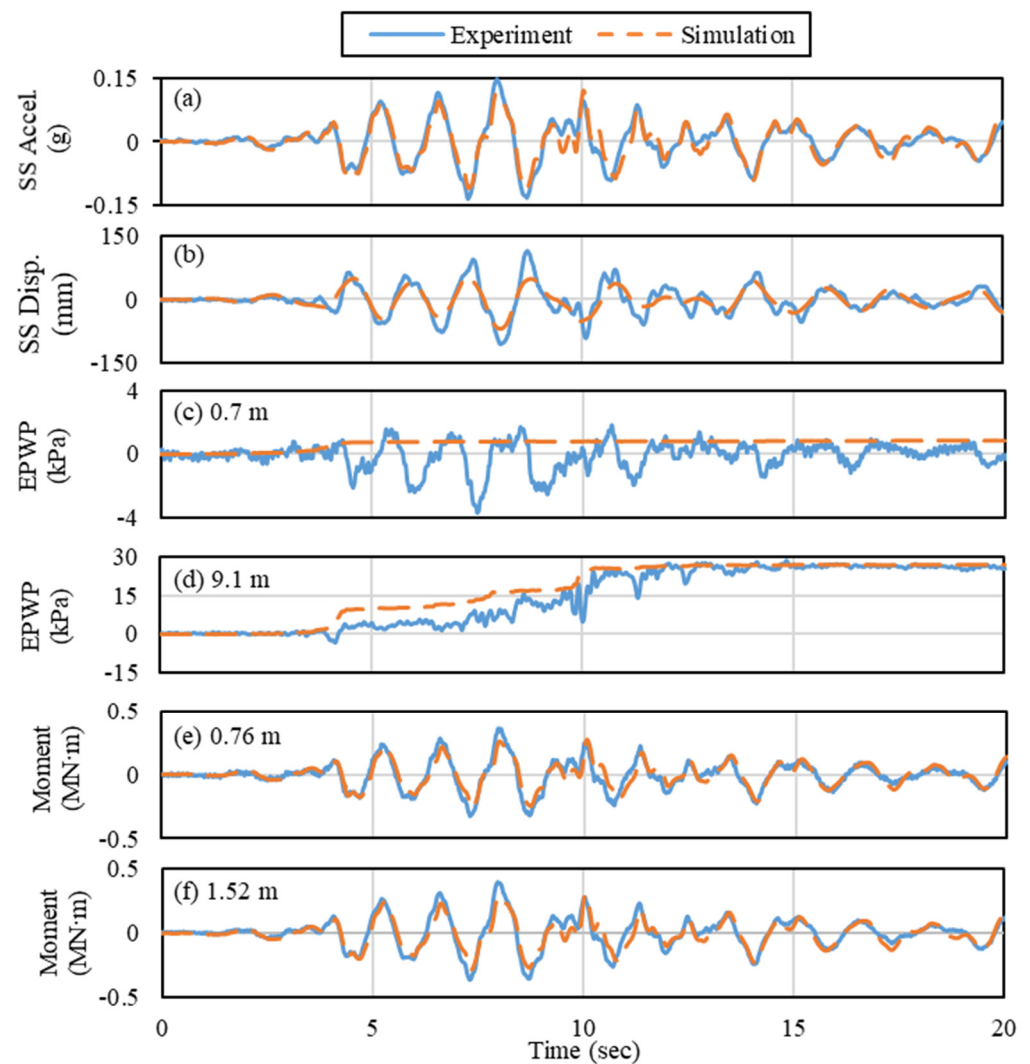 Experiment Simulation
0.15
(a)
SS Accel.
(g)
0
-0.15
150
(b)
SS Disp.
(mm)
0
-150
4
(c) 0.7 m
EPWP
(kPa)
0
-4
30
(d) 9.1 m
EPWP
(kPa)
15
0
-15
0.5
(e) 0.76 m
Moment
(MN·m)
0
-0.5
0.5
(f) 1.52 m
Moment
(MN·m)
0
-0.5
0 5 10 15 20
Time (sec)